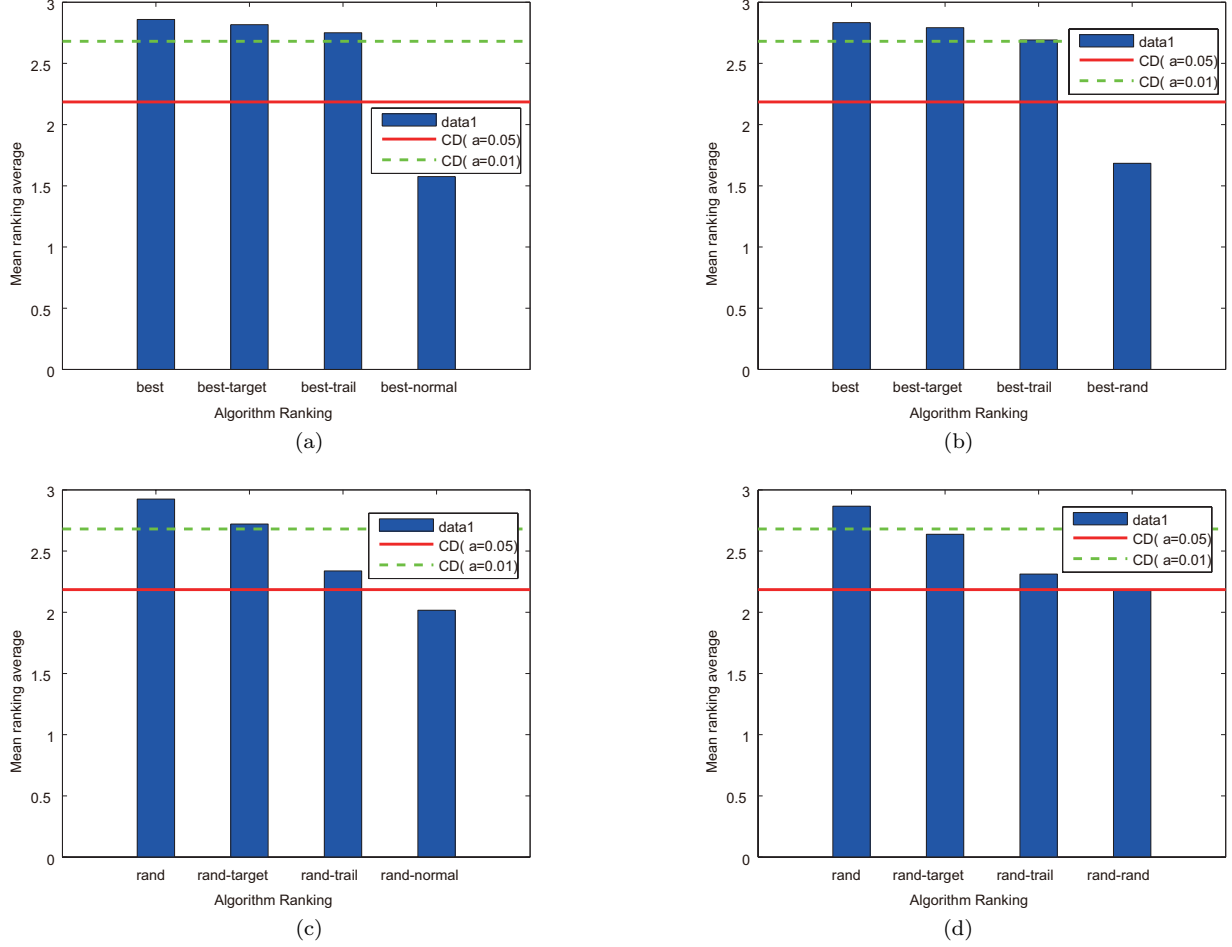 3
2.5
2
1.5
1
0.5
0
Mean ranking average
data1
CD( a=0.05)
CD( a=0.01)
best best-target best-trail best-normal
Algorithm Ranking
(a)
3
2.5
2
1.5
1
0.5
0
Mean ranking average
data1
CD( a=0.05)
CD( a=0.01)
best best-target best-trail best-rand
Algorithm Ranking
(b)
3
2.5
2
1.5
1
0.5
0
Mean ranking average
data1
CD( a=0.05)
CD( a=0.01)
rand rand-target rand-trail rand-normal
Algorithm Ranking
(c)
3
2.5
2
1.5
1
0.5
0
Mean ranking average
data1
CD( a=0.05)
CD( a=0.01)
rand rand-target rand-trail rand-rand
Algorithm Ranking
(d)